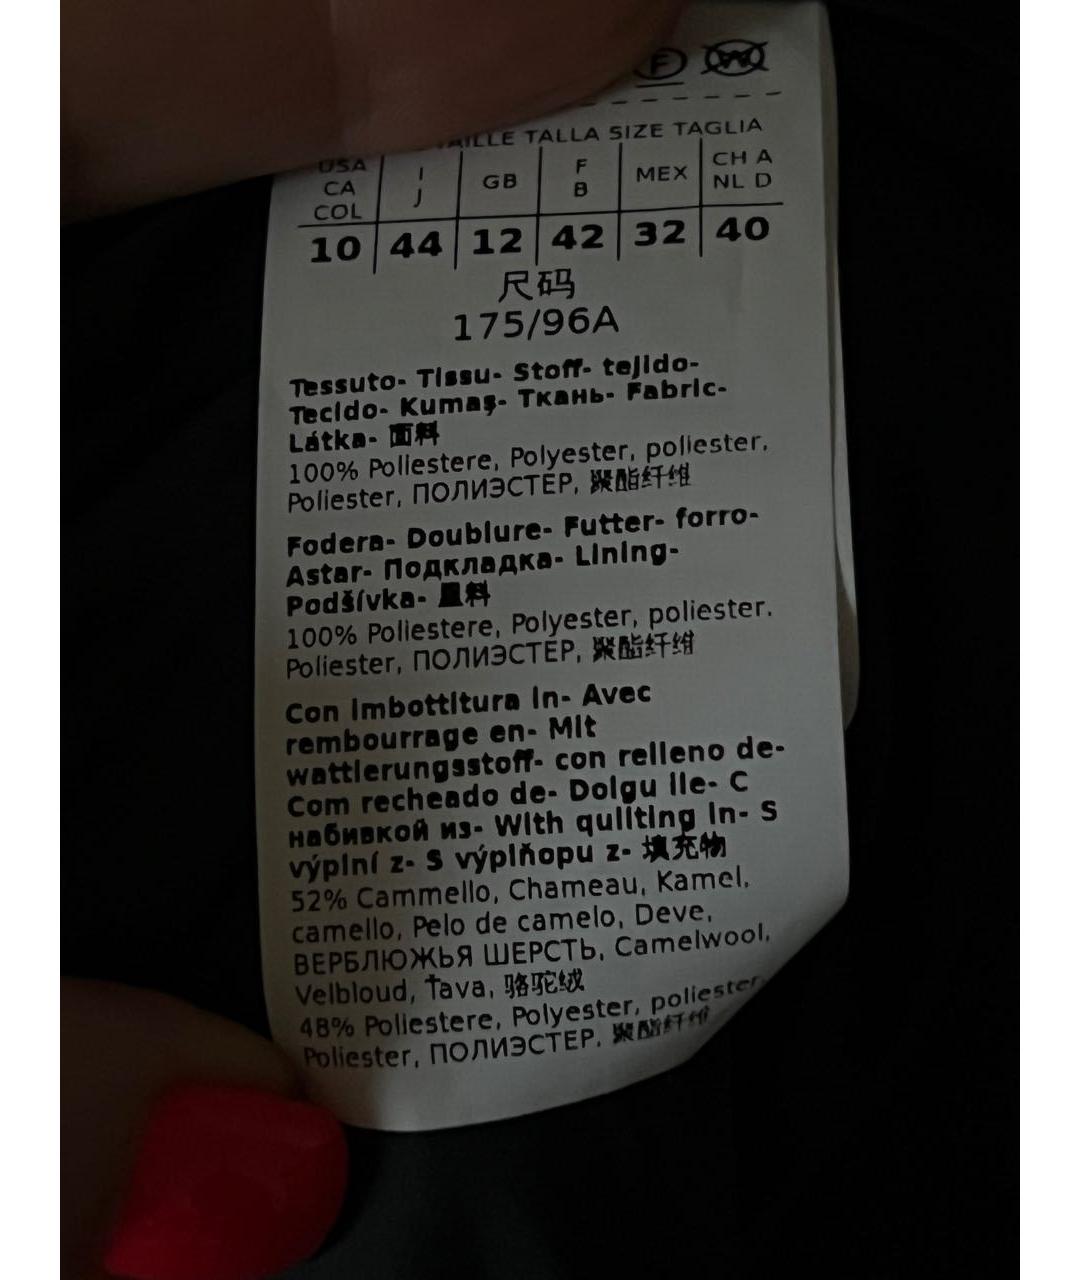 F W
TAILLE TALLA SIZE TAGLIA
USA I GB F MEX CH A
CA J B NL D
COL
10 44 12 42 32 40
尺码
175/96A
Tessuto- Tissu- Stoff- tejido-
Tecido- Kumaş- Ткань- Fabric-
Látka- 面料
100% Poliestere, Polyester, poliester,
Poliester, ПОЛИЭСТЕР, 聚酯纤维
Fodera- Doublure- Futter- forro-
Astar- Подкладка- Lining-
Podšívka- 里料
100% Poliestere, Polyester, poliester,
Poliester, ПОЛИЭСТЕР, 聚酯纤维
Con imbottitura in- Avec
rembourrage en- Mit
wattierungsstoff- con relleno de-
Com recheado de- Dolgu ile- С
набивкой из- With quilting in- S
výplní z- S výplňopu z- 填充物
52% Cammello, Chameau, Kamel,
camello, Pelo de camelo, Deve,
ВЕРБЛЮЖЬЯ ШЕРСТЬ, Camelwool,
Velbloud, Ťava, 骆驼绒
48% Poliestere, Polyester, poliester,
Poliester, ПОЛИЭСТЕР, 聚酯纤维